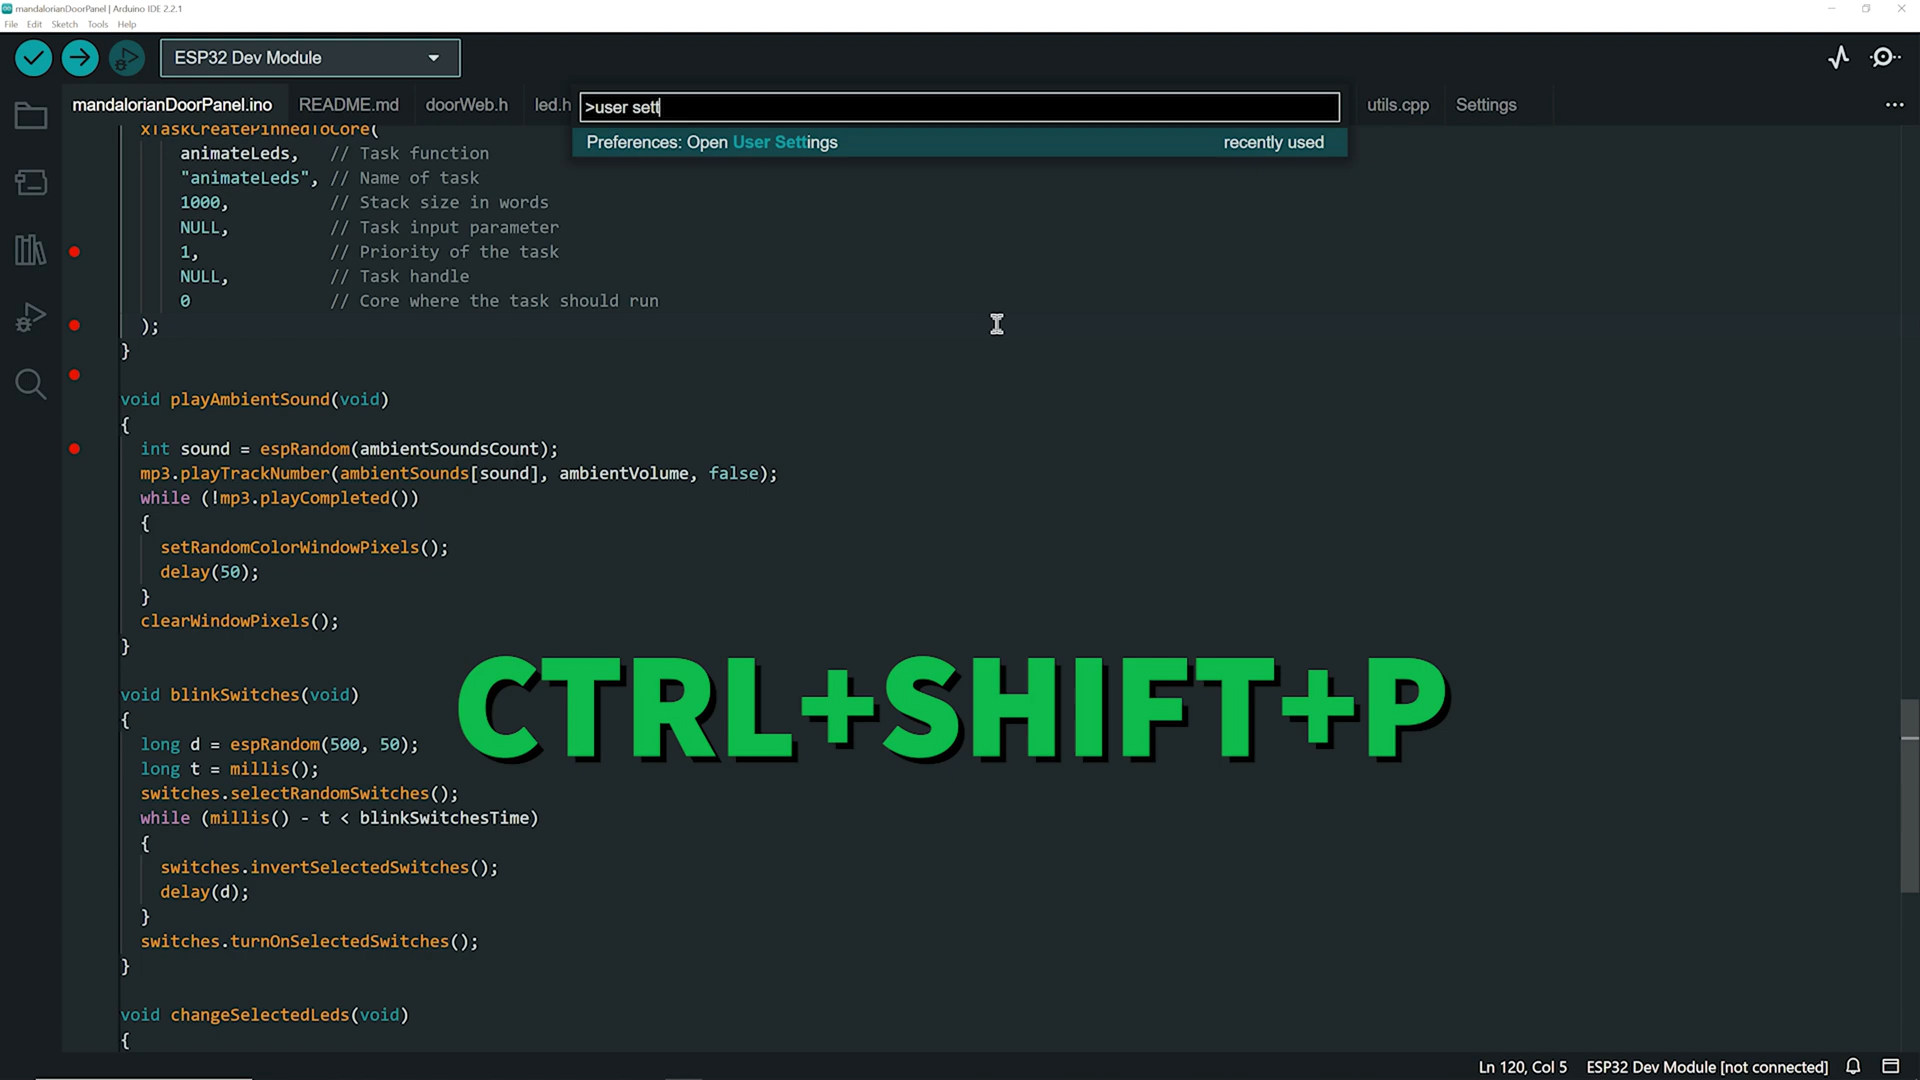 mandalorianDoorPanel | Arduino IDE 2.2.1
File Edit Sketch Tools Help
ESP32 Dev Module
mandalorianDoorPanel.ino README.md doorWeb.h led.h utils.cpp Settings
>user sett
Preferences: Open User Settings recently used
xTaskCreatePinnedToCore(
animateLeds, // Task function
"animateLeds", // Name of task
1000, // Stack size in words
NULL, // Task input parameter
1, // Priority of the task
NULL, // Task handle
0 // Core where the task should run
);
}
void playAmbientSound(void)
{
int sound = espRandom(ambientSoundsCount);
mp3.playTrackNumber(ambientSounds[sound], ambientVolume, false);
while (!mp3.playCompleted())
{
setRandomColorWindowPixels();
delay(50);
}
clearWindowPixels();
}
CTRL+SHIFT+P
void blinkSwitches(void)
{
long d = espRandom(500, 50);
long t = millis();
switches.selectRandomSwitches();
while (millis() - t < blinkSwitchesTime)
{
switches.invertSelectedSwitches();
delay(d);
}
switches.turnOnSelectedSwitches();
}
void changeSelectedLeds(void)
{
Ln 120, Col 5 ESP32 Dev Module [not connected]